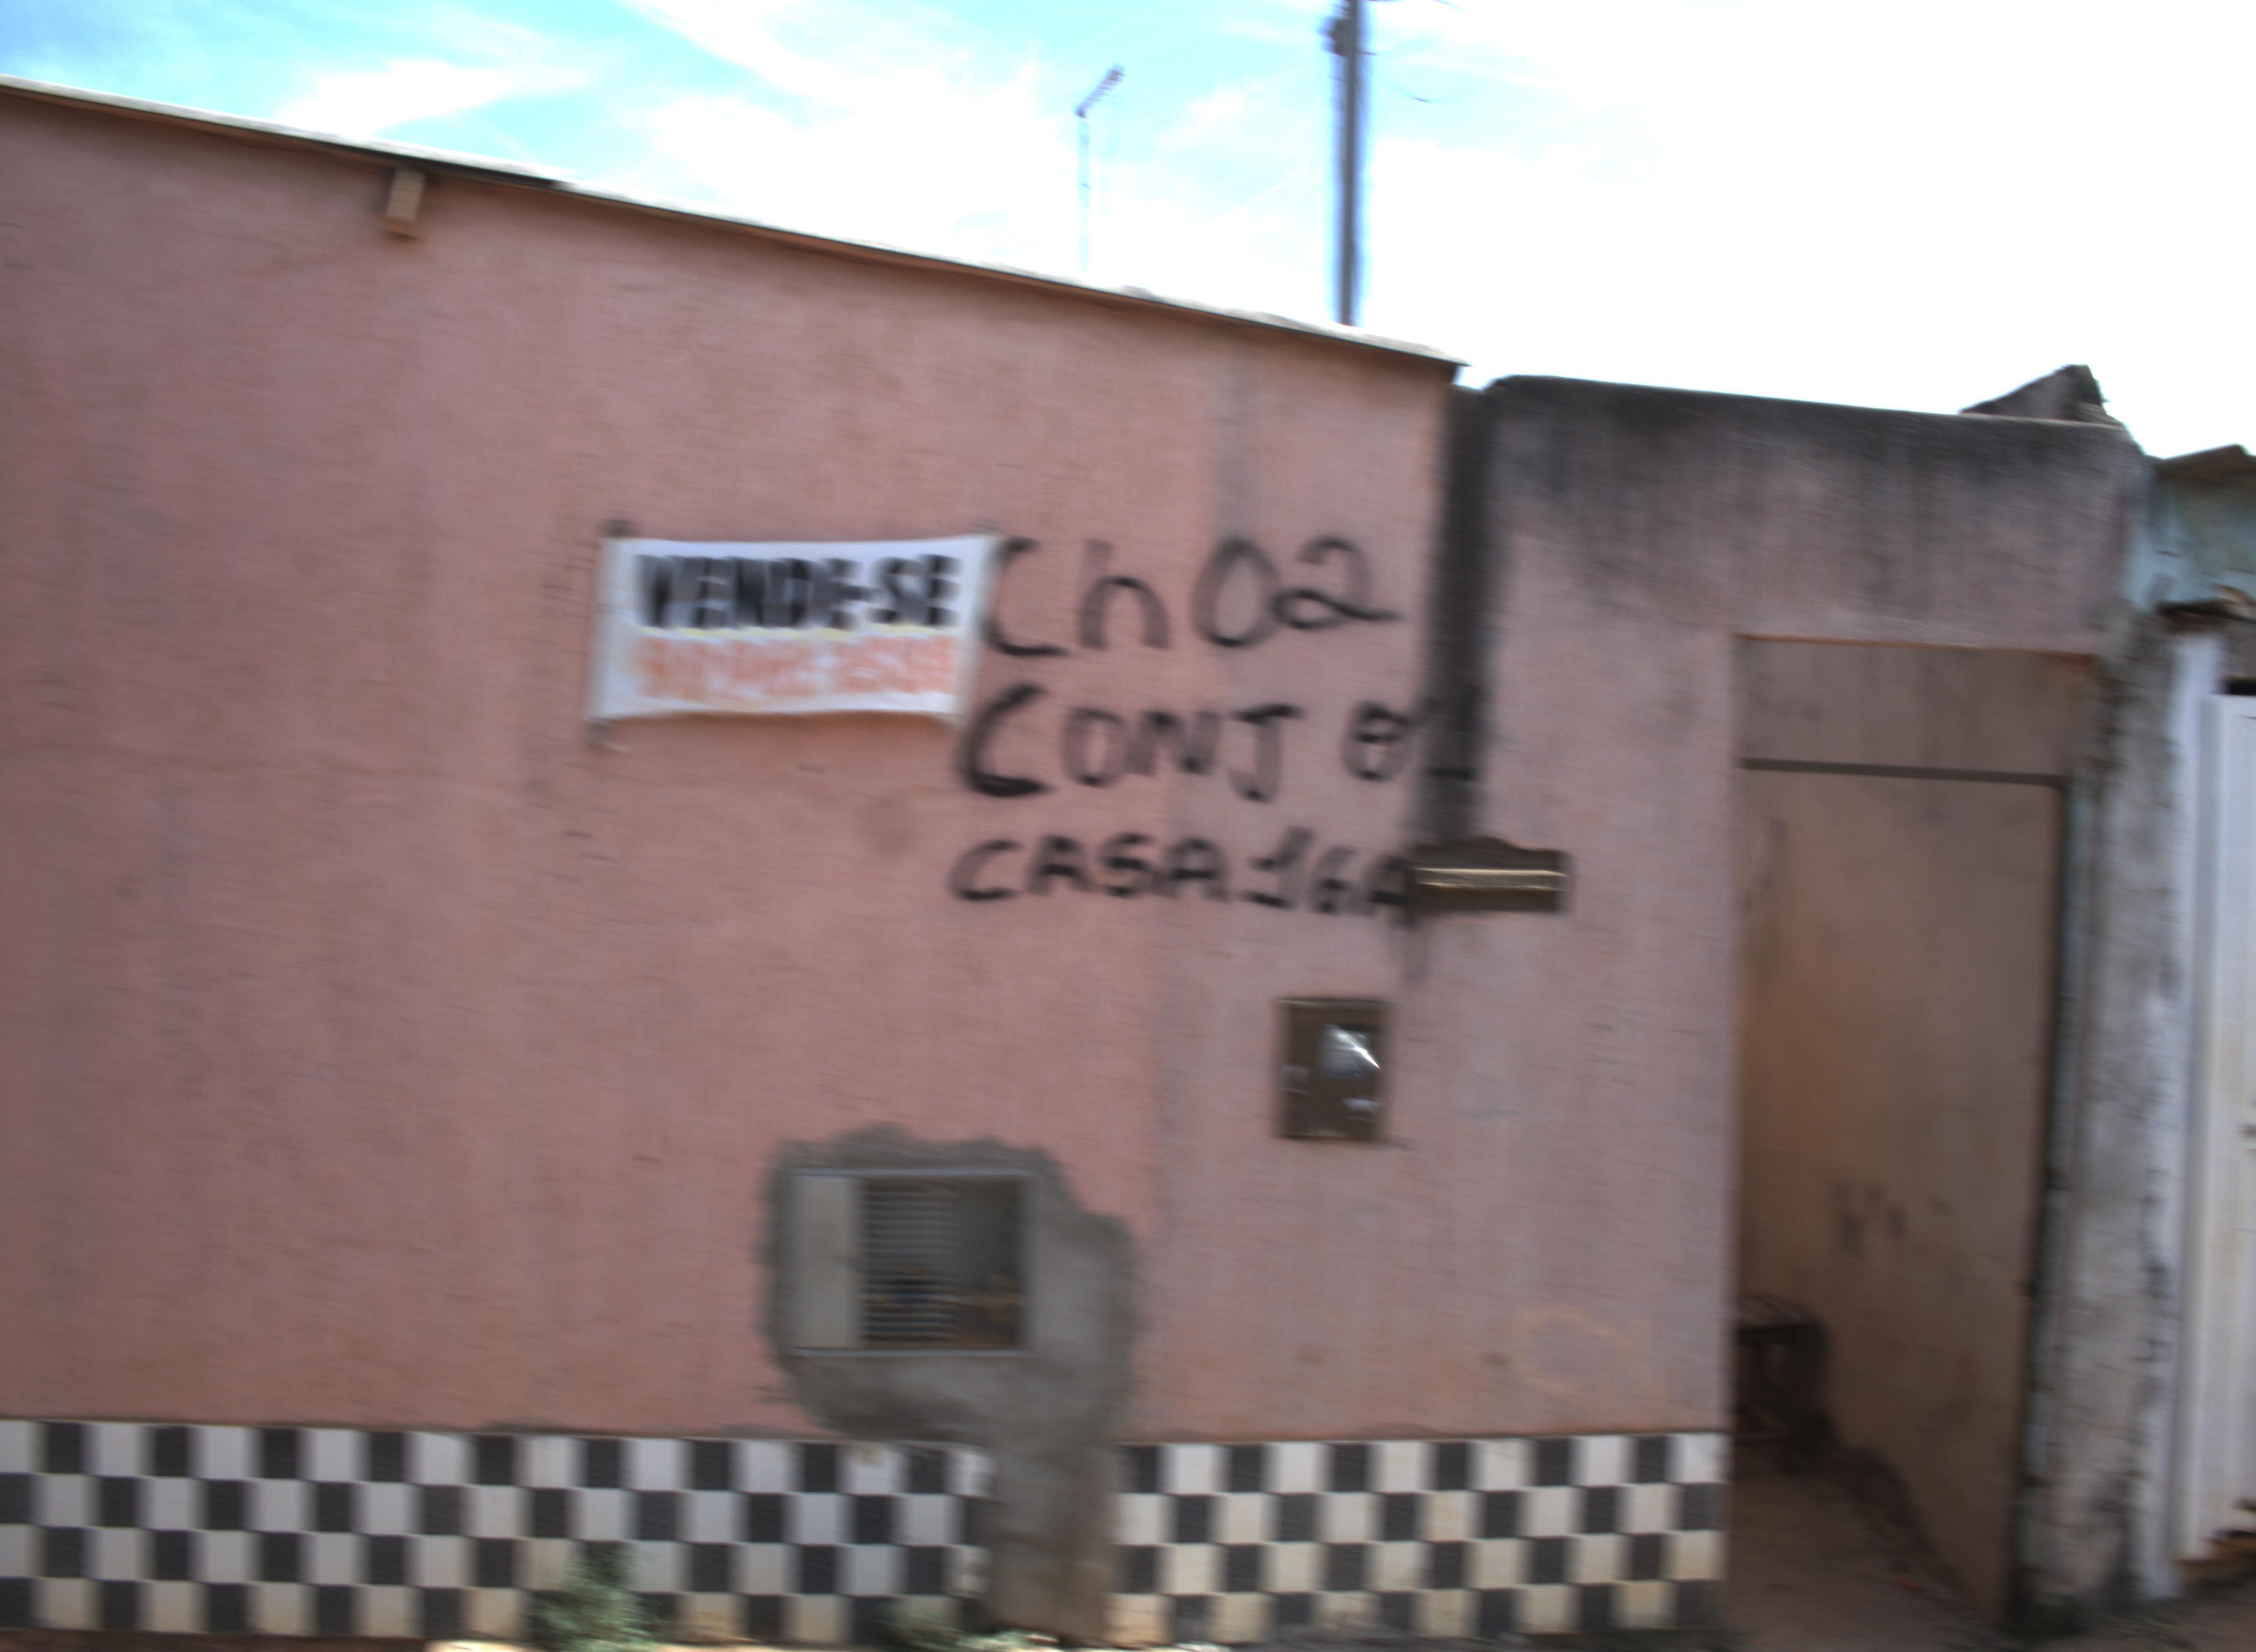 VENDE-SE
Ch 02
CONJ B
CASA 16A